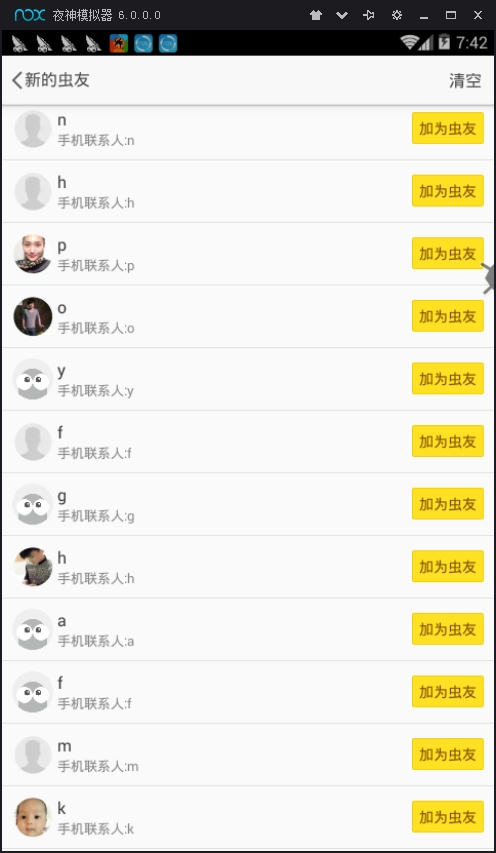 nox 夜神模拟器 6.0.0.0
7:42
新的虫友 清空
n
手机联系人:n
加为虫友
h
手机联系人:h
加为虫友
p
手机联系人:p
加为虫友
o
手机联系人:o
加为虫友
y
手机联系人:y
加为虫友
f
手机联系人:f
加为虫友
g
手机联系人:g
加为虫友
h
手机联系人:h
加为虫友
a
手机联系人:a
加为虫友
f
手机联系人:f
加为虫友
m
手机联系人:m
加为虫友
k
手机联系人:k
加为虫友